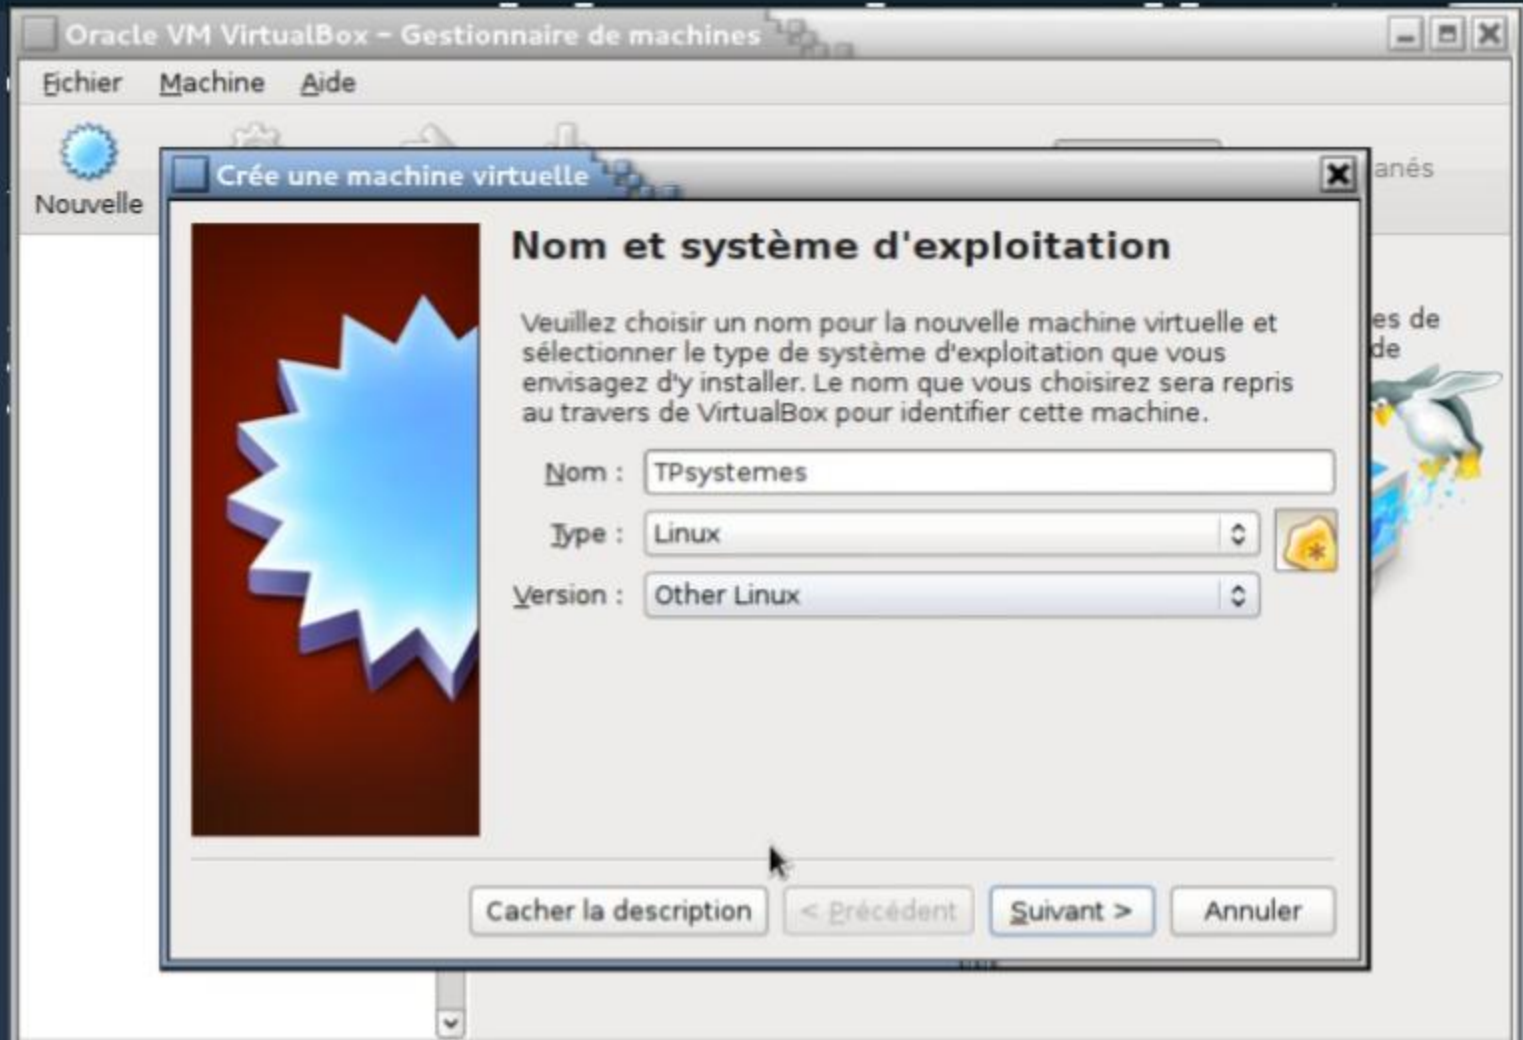 Oracle VM VirtualBox – Gestionnaire de machines
Fichier Machine Aide
Nouvelle
anés
Crée une machine virtuelle
Nom et système d'exploitation
Veuillez choisir un nom pour la nouvelle machine virtuelle et
sélectionner le type de système d'exploitation que vous
envisagez d'y installer. Le nom que vous choisirez sera repris
au travers de VirtualBox pour identifier cette machine.
es de
de
Nom : TPsystemes
Type : Linux
Version : Other Linux
Cacher la description < Précédent Suivant > Annuler